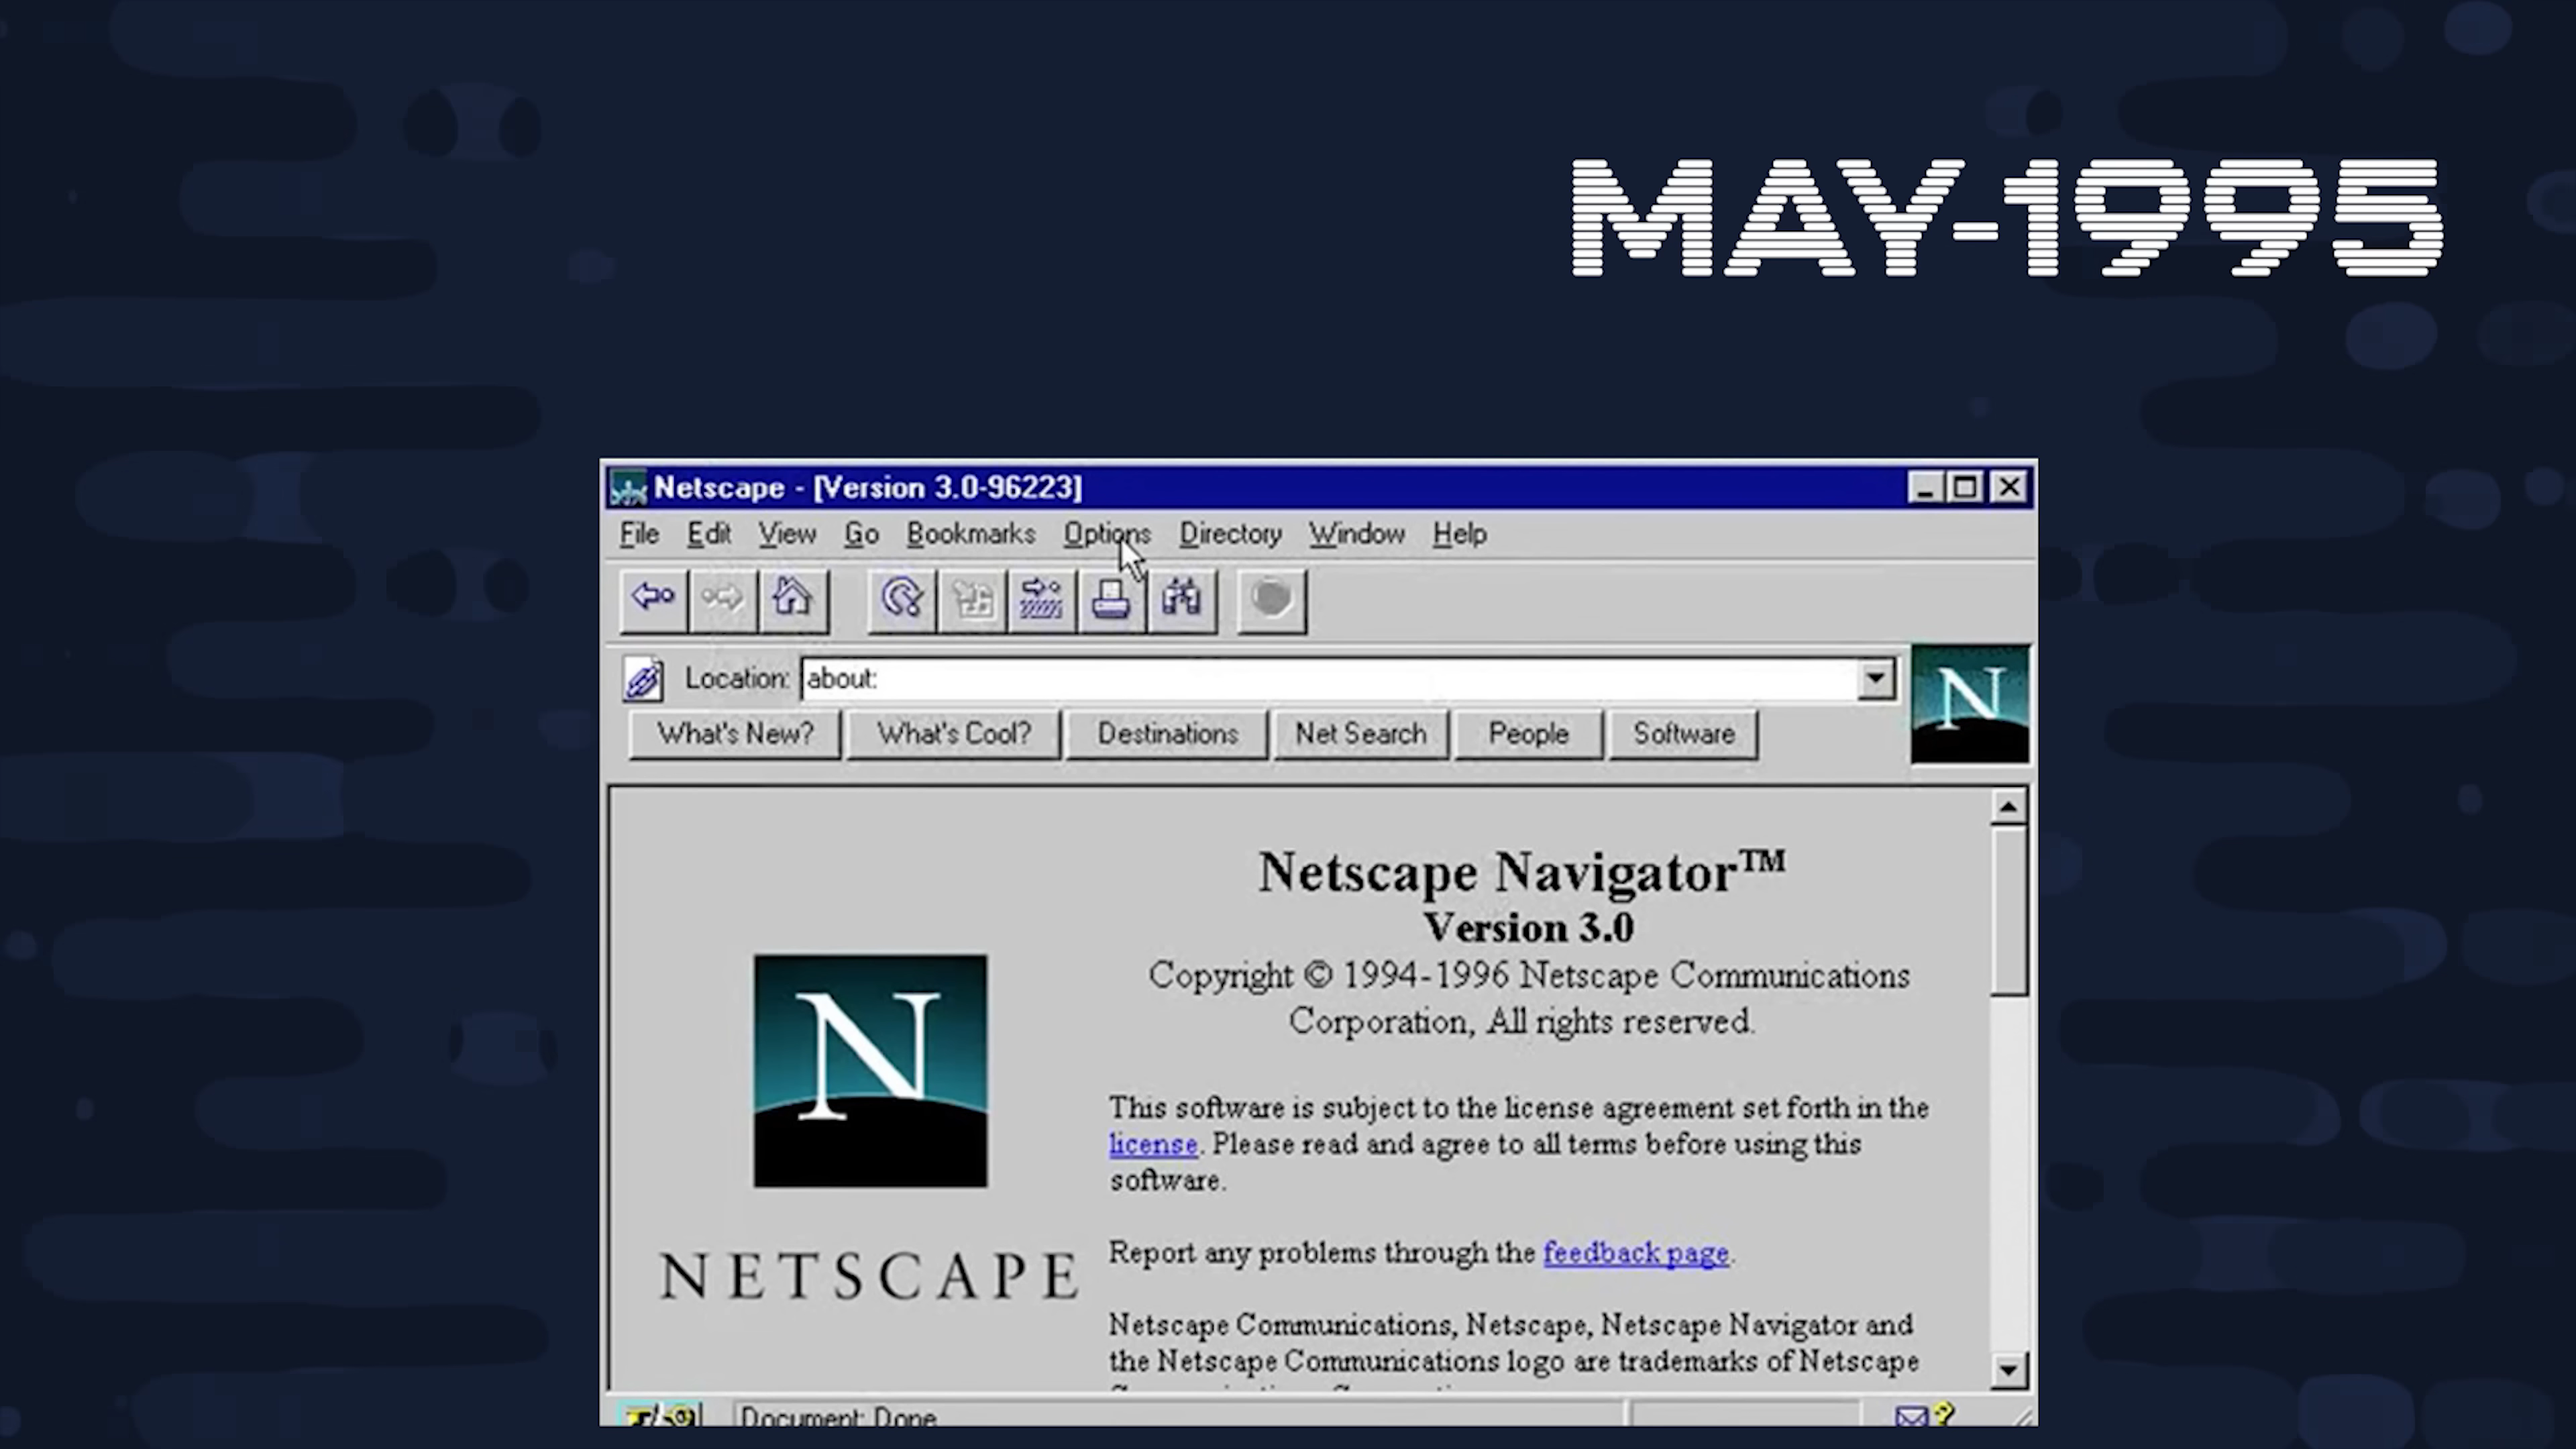 MAY-1995
Netscape - [Version 3.0-96223]
File Edit View Go Bookmarks Options Directory Window Help
Location: about:
N
What's New? What's Cool? Destinations Net Search People Software
Netscape Navigator™
Version 3.0
Copyright © 1994-1996 Netscape Communications
Corporation, All rights reserved.
N
NETSCAPE
This software is subject to the license agreement set forth in the
license. Please read and agree to all terms before using this
software.
Report any problems through the feedback page.
Netscape Communications, Netscape, Netscape Navigator and
the Netscape Communications logo are trademarks of Netscape
Document: Done